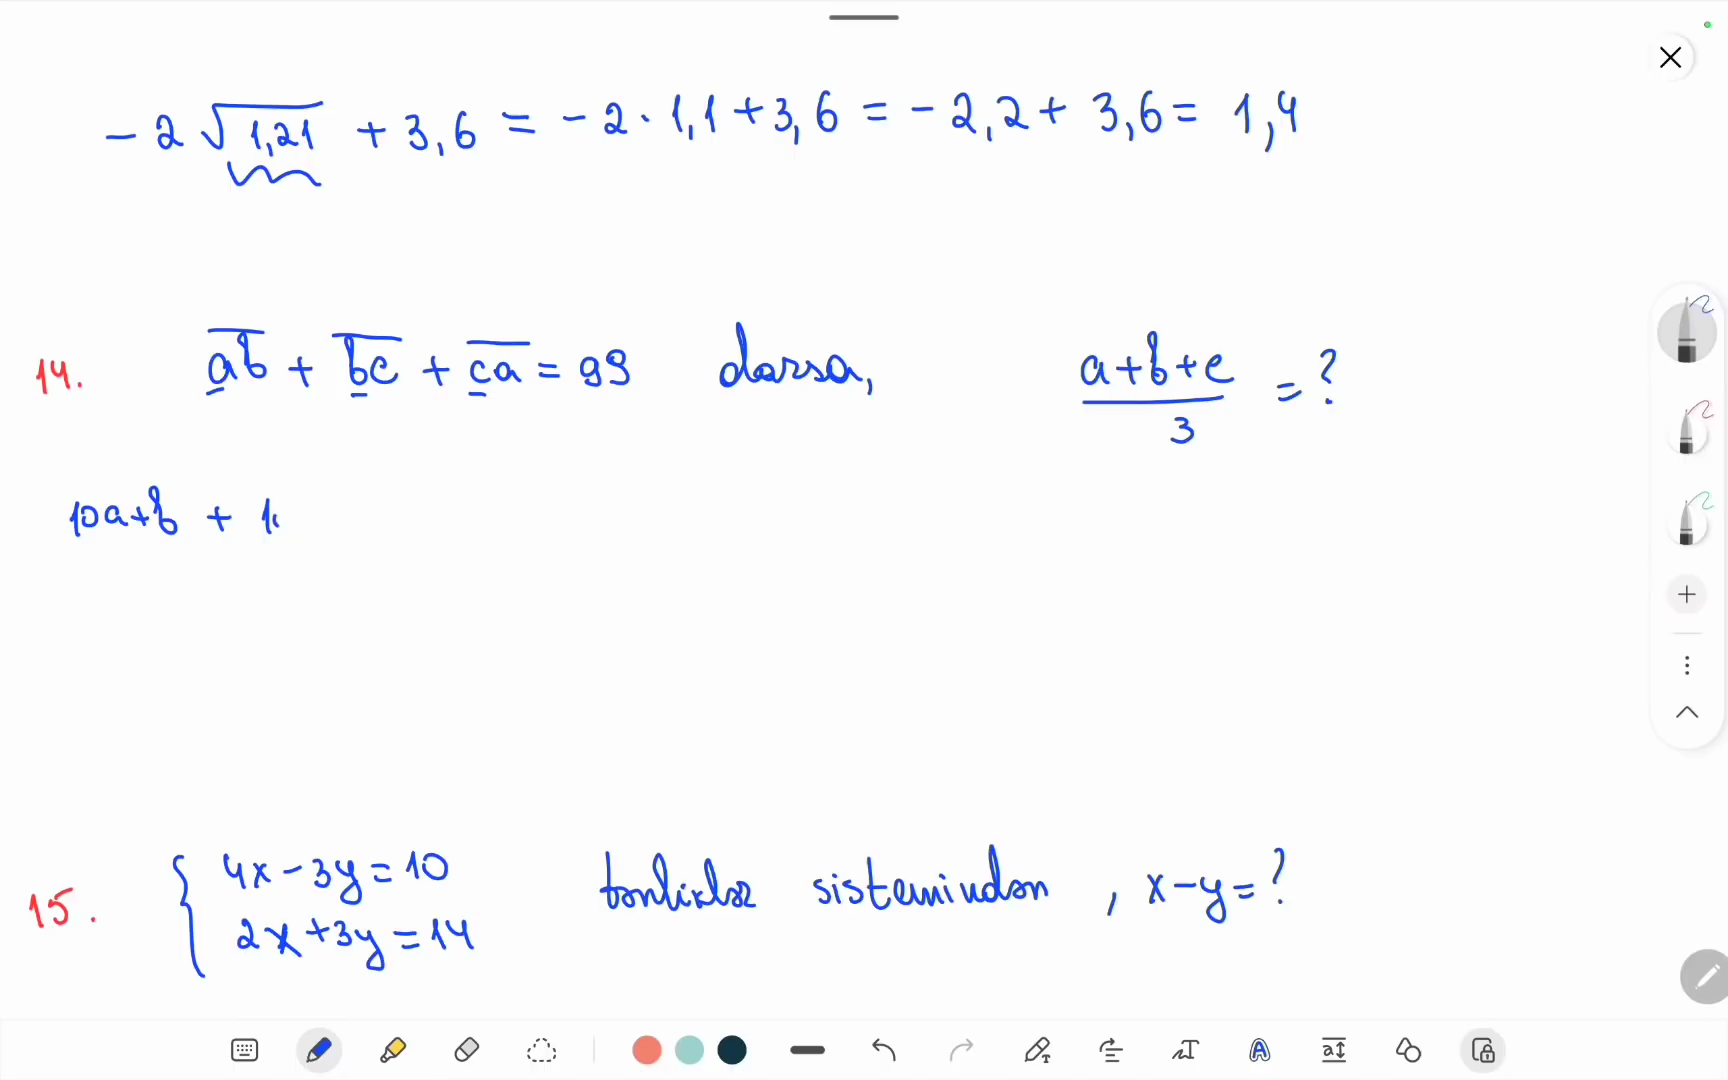 - 2 √1,21 + 3,6 = - 2 · 1,1 + 3,6 = - 2,2 + 3,6 = 1,4
14. ab + bc + ca = 99 olarsa, (a+b+c)/3 = ?
10a+b + 1
15. { 4x - 3y = 10
2x + 3y = 14 tənliklər sistemindən , x - y = ?